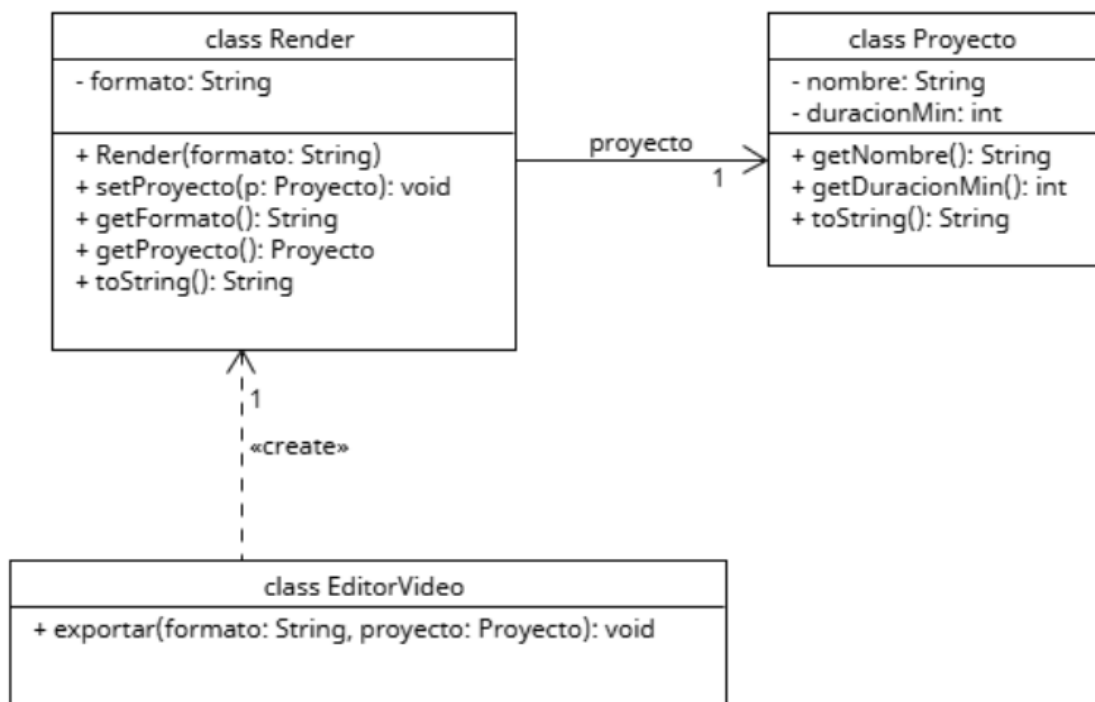 class Render
- formato: String
+ Render(formato: String)
+ setProyecto(p: Proyecto): void
+ getFormato(): String
+ getProyecto(): Proyecto
+ toString(): String
proyecto
1
class Proyecto
- nombre: String
- duracionMin: int
+ getNombre(): String
+ getDuracionMin(): int
+ toString(): String
1
«create»
class EditorVideo
+ exportar(formato: String, proyecto: Proyecto): void